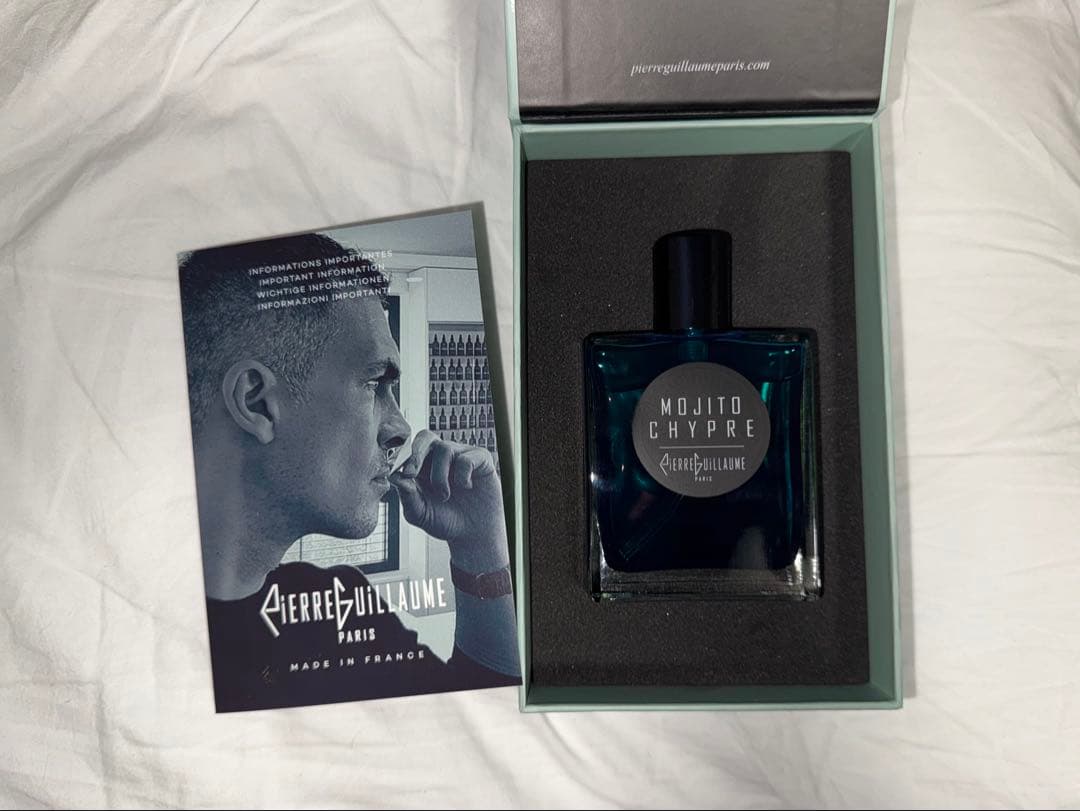 INFORMATIONS IMPORTANTES
IMPORTANT INFORMATION
WICHTIGE INFORMATIONEN
INFORMAZIONI IMPORTANTI
PIERREGUILLAUME
PARIS
MADE IN FRANCE
pierreguillaumeparis.com
MOJITO
CHYPRE
PIERREGUILLAUME
PARIS